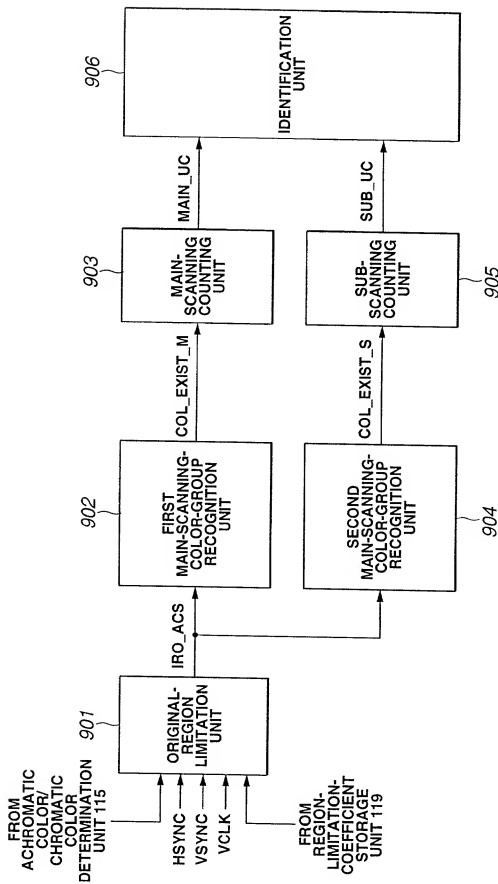 FROM
ACHROMATIC
COLOR/
CHROMATIC
COLOR
DETERMINATION
UNIT 115
HSYNC
VSYNC
VCLK
FROM
REGION-
LIMITATION-
COEFFICIENT
STORAGE
UNIT 119
901
ORIGINAL-
REGION
LIMITATION
UNIT
IRO_ACS
902
FIRST
MAIN-SCANNING-
COLOR-GROUP
RECOGNITION
UNIT
COL_EXIST_M
903
MAIN-
SCANNING
COUNTING
UNIT
MAIN_UC
SECOND
MAIN-SCANNING-
COLOR-GROUP
RECOGNITION
UNIT
904
COL_EXIST_S
SUB-
SCANNING
COUNTING
UNIT
905
SUB_UC
906
IDENTIFICATION
UNIT